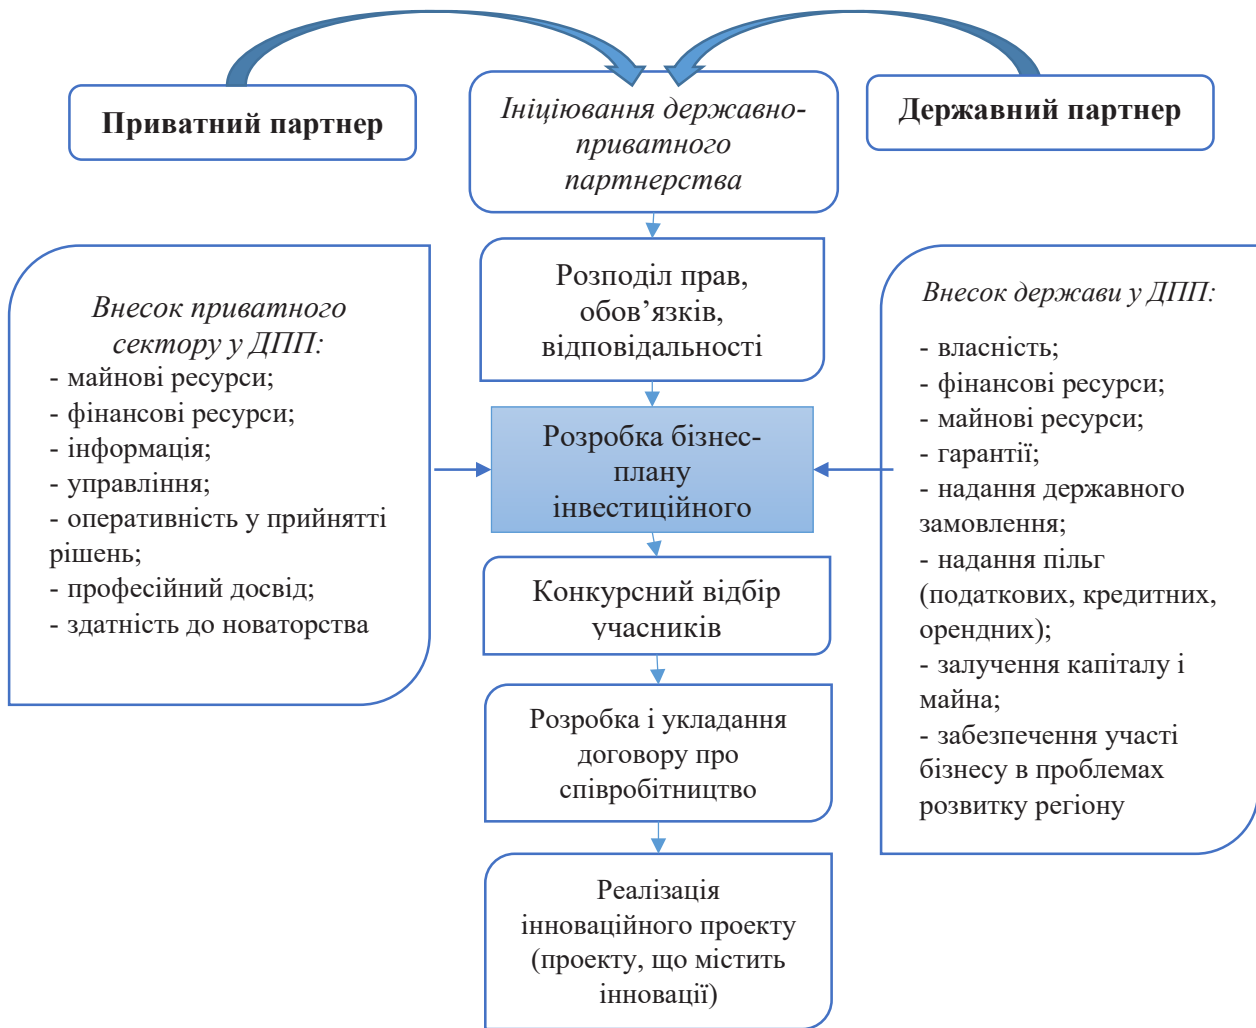 Приватний партнер
Ініціювання державно-
приватного
партнерства
Державний партнер
Внесок приватного
сектору у ДПП:
- майнові ресурси;
- фінансові ресурси;
- інформація;
- управління;
- оперативність у прийнятті
рішень;
- професійний досвід;
- здатність до новаторства
Розподіл прав,
обов’язків,
відповідальності
Розробка бізнес-
плану
інвестиційного
Конкурсний відбір
учасників
Розробка і укладання
договору про
співробітництво
Реалізація
інноваційного проекту
(проекту, що містить
інновації)
Внесок держави у ДПП:
- власність;
- фінансові ресурси;
- майнові ресурси;
- гарантії;
- надання державного
замовлення;
- надання пільг
(податкових, кредитних,
орендних);
- залучення капіталу і
майна;
- забезпечення участі
бізнесу в проблемах
розвитку регіону